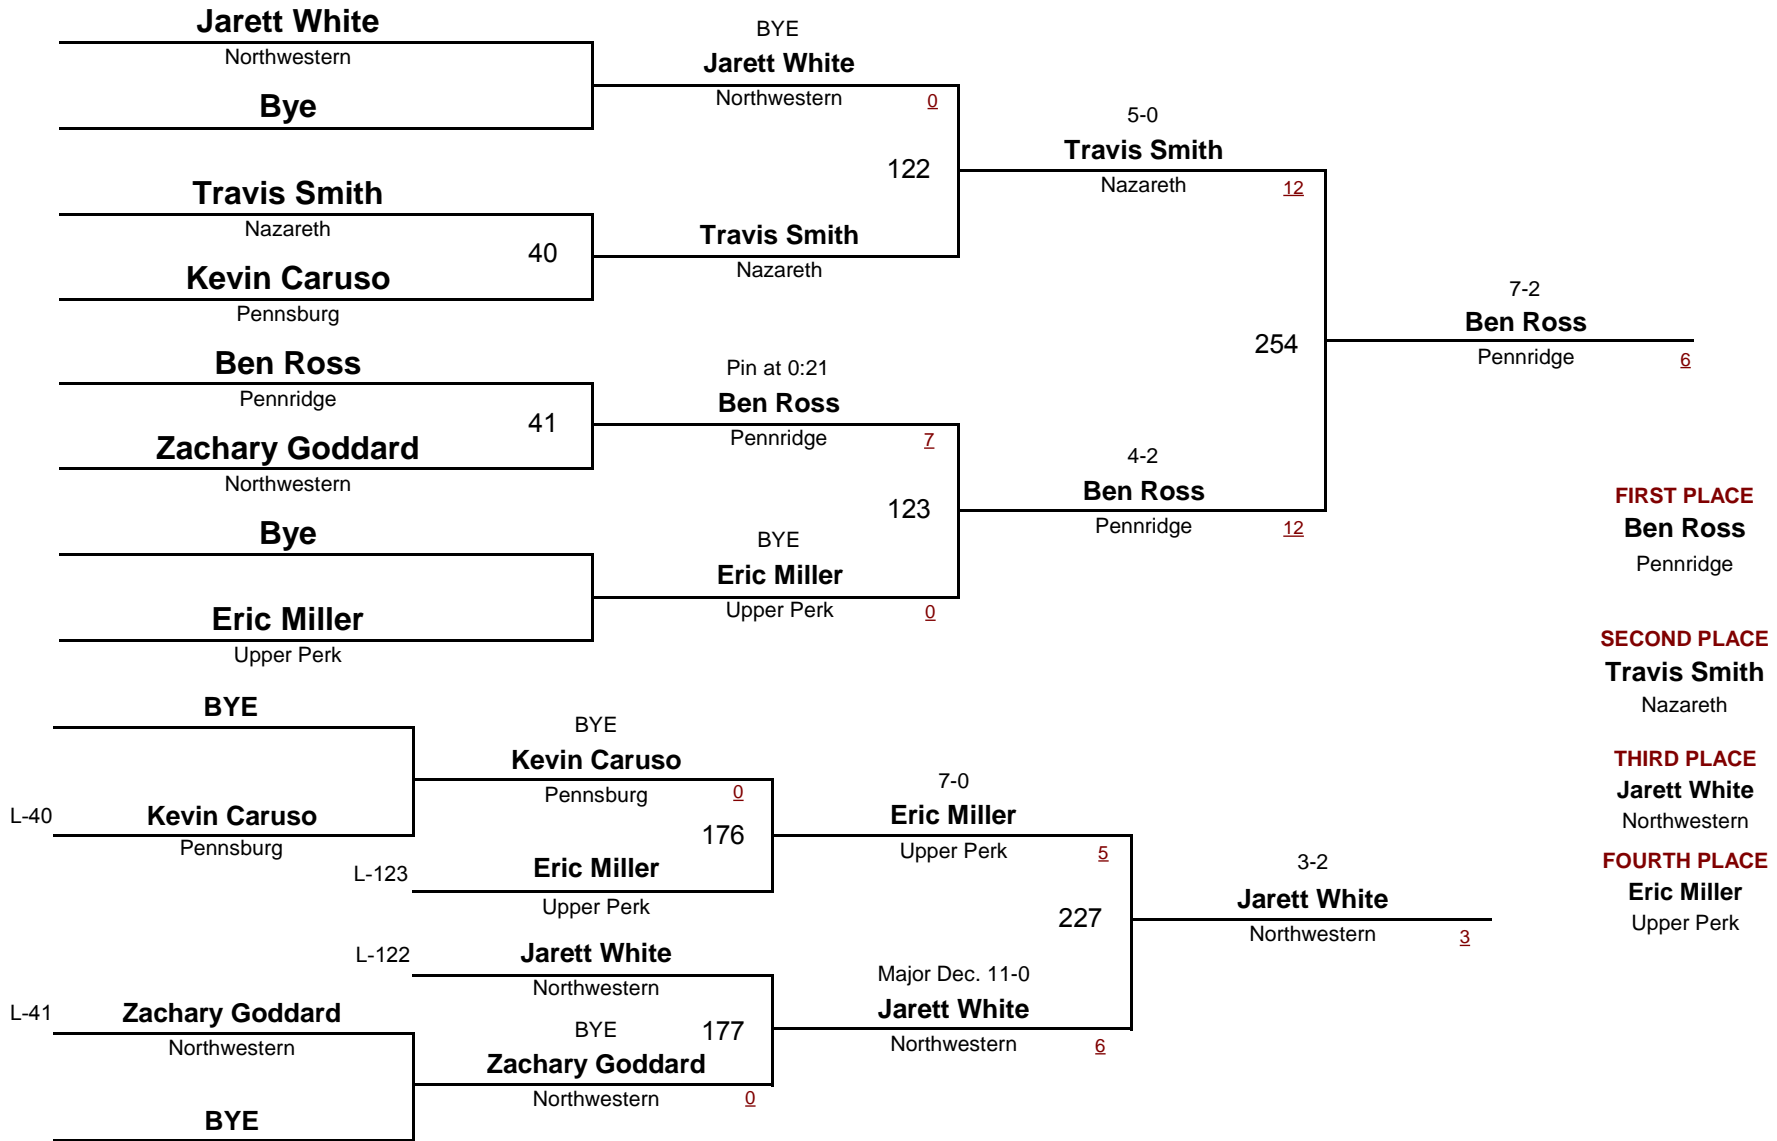 Jarett White
Northwestern
Bye
Travis Smith
Nazareth
40
Kevin Caruso
Pennsburg
Ben Ross
Pennridge
41
Zachary Goddard
Northwestern
Bye
Eric Miller
Upper Perk
BYE
Jarett White
Northwestern
0
122
Travis Smith
Nazareth
Pin at 0:21
Ben Ross
Pennridge
7
123
BYE
Eric Miller
Upper Perk
0
5-0
Travis Smith
Nazareth
12
254
4-2
Ben Ross
Pennridge
12
7-2
Ben Ross
Pennridge
6
FIRST PLACE
Ben Ross
Pennridge
SECOND PLACE
Travis Smith
Nazareth
THIRD PLACE
Jarett White
Northwestern
FOURTH PLACE
Eric Miller
Upper Perk
BYE
L-40
Kevin Caruso
Pennsburg
L-41
Zachary Goddard
Northwestern
BYE
BYE
Kevin Caruso
Pennsburg
0
176
L-123
Eric Miller
Upper Perk
L-122
Jarett White
Northwestern
BYE
177
Zachary Goddard
Northwestern
0
7-0
Eric Miller
Upper Perk
5
227
Major Dec. 11-0
Jarett White
Northwestern
6
3-2
Jarett White
Northwestern
3